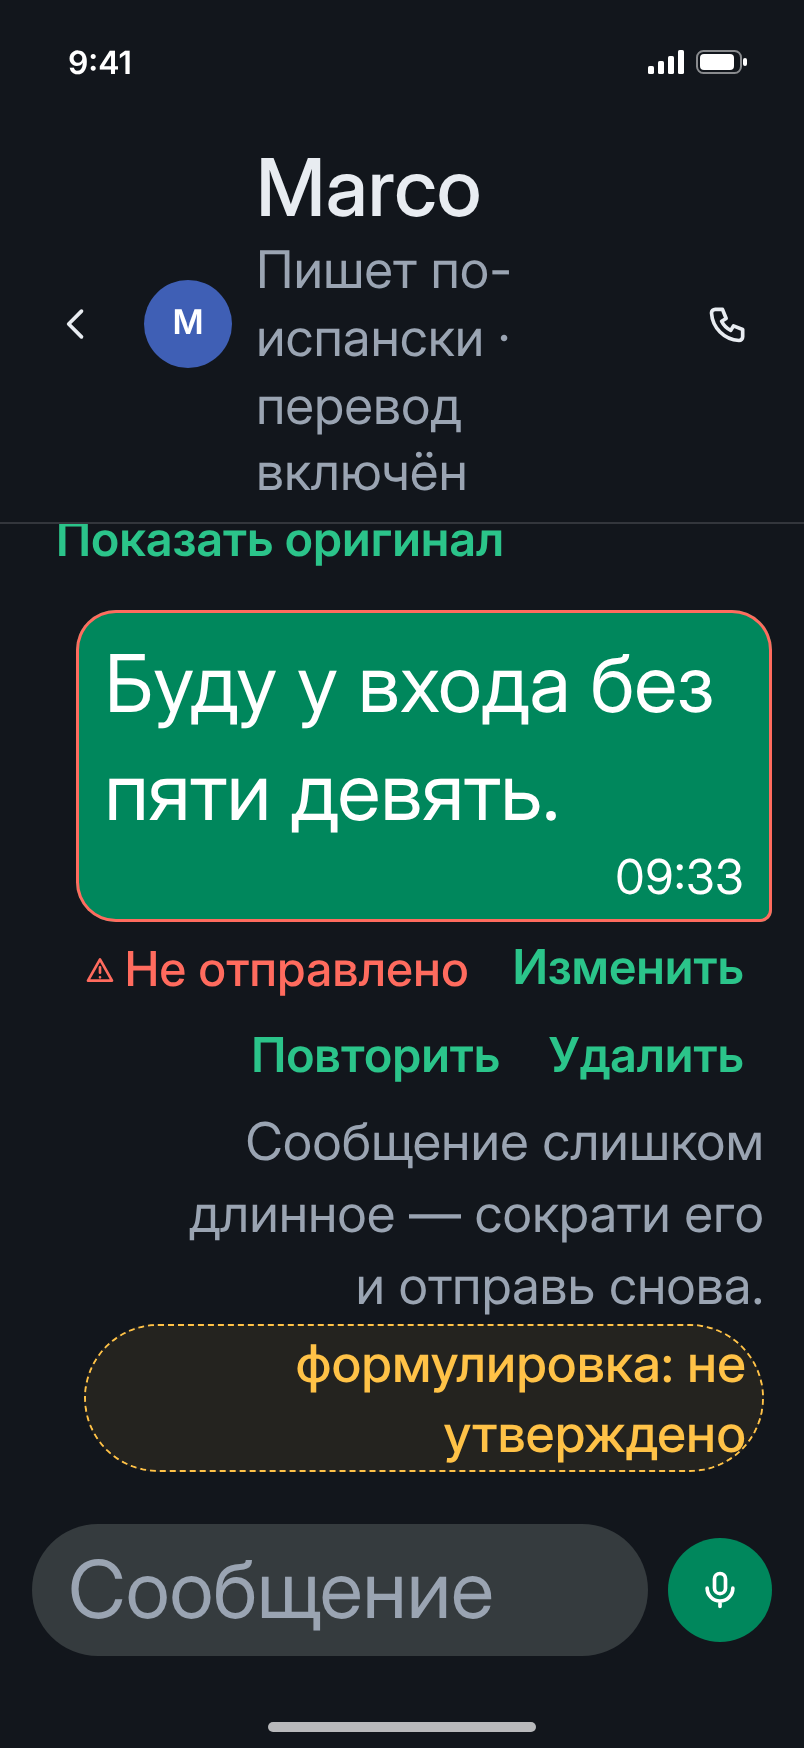 9:41
Marco
M
Пишет по-
испански ·
перевод
включён
Показать оригинал
Буду у входа без
пяти девять.
09:33
Не отправлено Изменить
Повторить Удалить
Сообщение слишком
длинное — сократи его
и отправь снова.
формулировка: не
утверждено
Сообщение